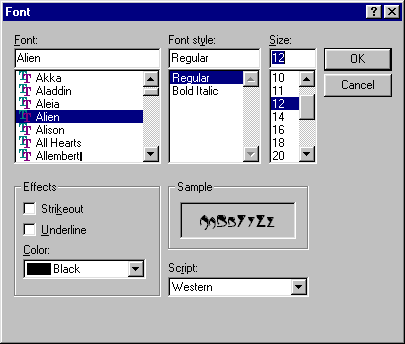 Font
Font:
Font style:
Size:
Alien
Regular
12
OK
Cancel
Akka
Aladdin
Aleia
Alien
Alison
All Hearts
Allembert
Regular
Bold Italic
10
11
12
14
16
18
20
Effects
Strikeout
Underline
Color:
Black
Sample
Script:
Western